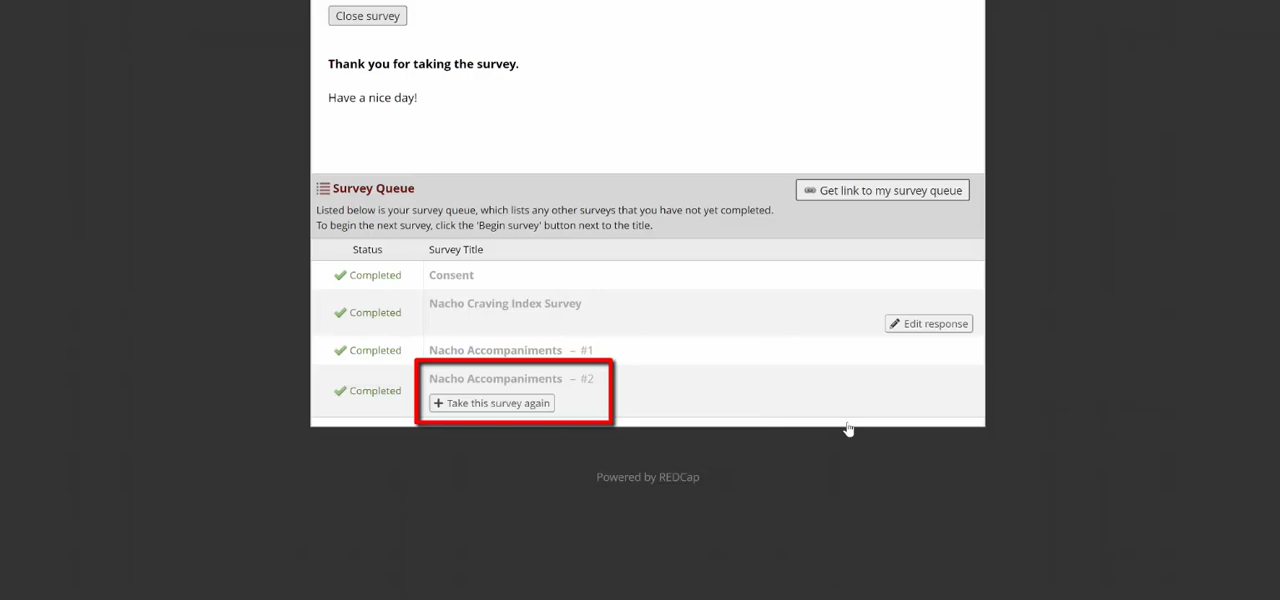 Close survey
Thank you for taking the survey.
Have a nice day!
Survey Queue
Get link to my survey queue
Listed below is your survey queue, which lists any other surveys that you have not yet completed.
To begin the next survey, click the 'Begin survey' button next to the title.
Status Survey Title
Completed Consent
Completed Nacho Craving Index Survey
Edit response
Completed Nacho Accompaniments – #1
Completed Nacho Accompaniments – #2
+ Take this survey again
Powered by REDCap